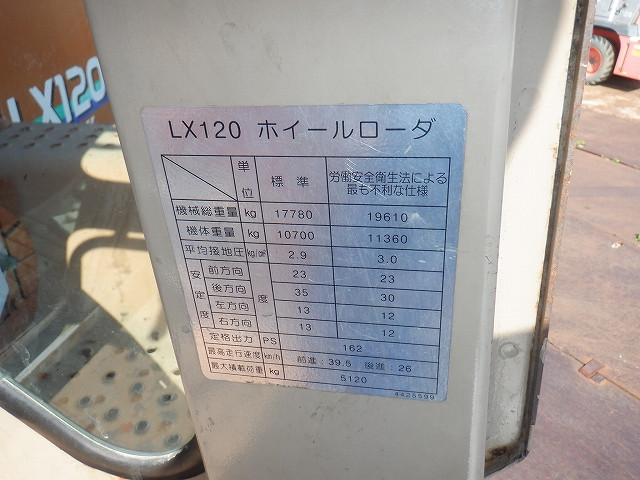 LX120
LX120 ホイールローダ
単位 標準 労働安全衛生法による最も不利な仕様
機械総重量 kg 17780 19610
機体重量 kg 10700 11360
平均接地圧 kg/cm² 2.9 3.0
安定度 前方向 度 23 23
後方向 35 30
左方向 13 12
右方向 13 12
定格出力 PS 162
最高走行速度 km/h 前進:39.5 後進:26
最大積載荷重 kg 5120
4425599